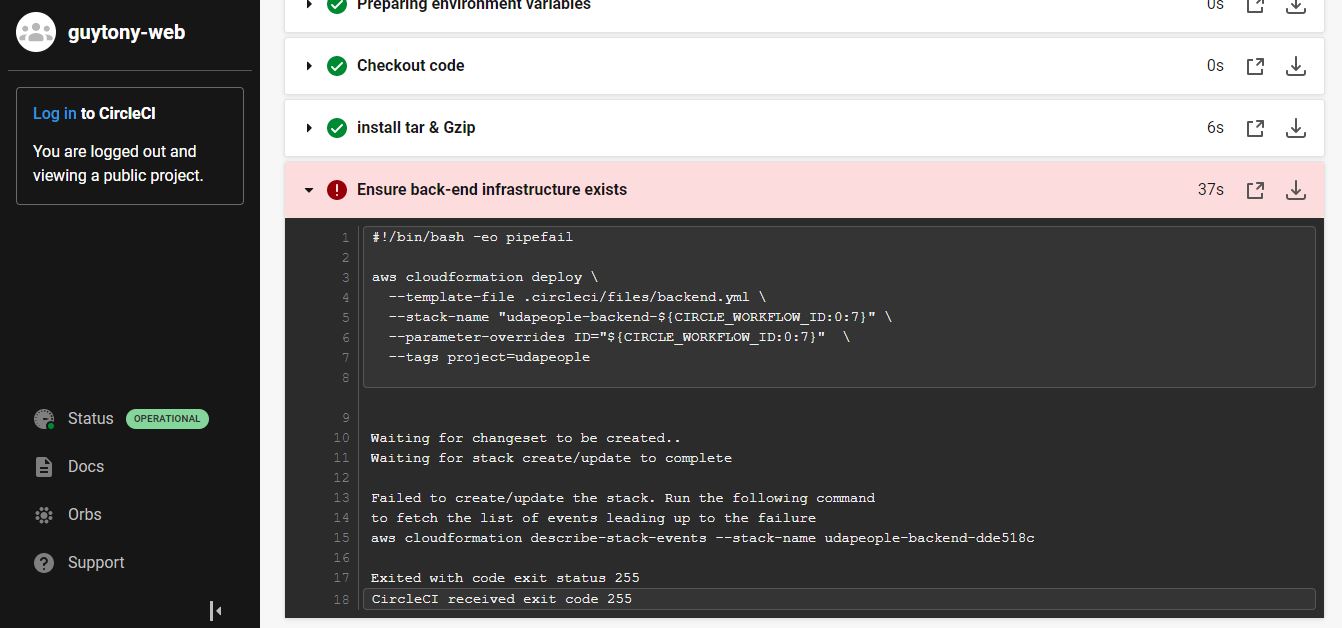 guytony-web
Log in to CircleCI
You are logged out and
viewing a public project.
Status OPERATIONAL
Docs
Orbs
Support
Preparing environment variables 0s
Checkout code 0s
install tar & Gzip 6s
Ensure back-end infrastructure exists 37s
1 #!/bin/bash -eo pipefail
2
3 aws cloudformation deploy \
4 --template-file .circleci/files/backend.yml \
5 --stack-name "udapeople-backend-${CIRCLE_WORKFLOW_ID:0:7}" \
6 --parameter-overrides ID="${CIRCLE_WORKFLOW_ID:0:7}" \
7 --tags project=udapeople
8
9
10 Waiting for changeset to be created..
11 Waiting for stack create/update to complete
12
13 Failed to create/update the stack. Run the following command
14 to fetch the list of events leading up to the failure
15 aws cloudformation describe-stack-events --stack-name udapeople-backend-dde518c
16
17 Exited with code exit status 255
18 CircleCI received exit code 255